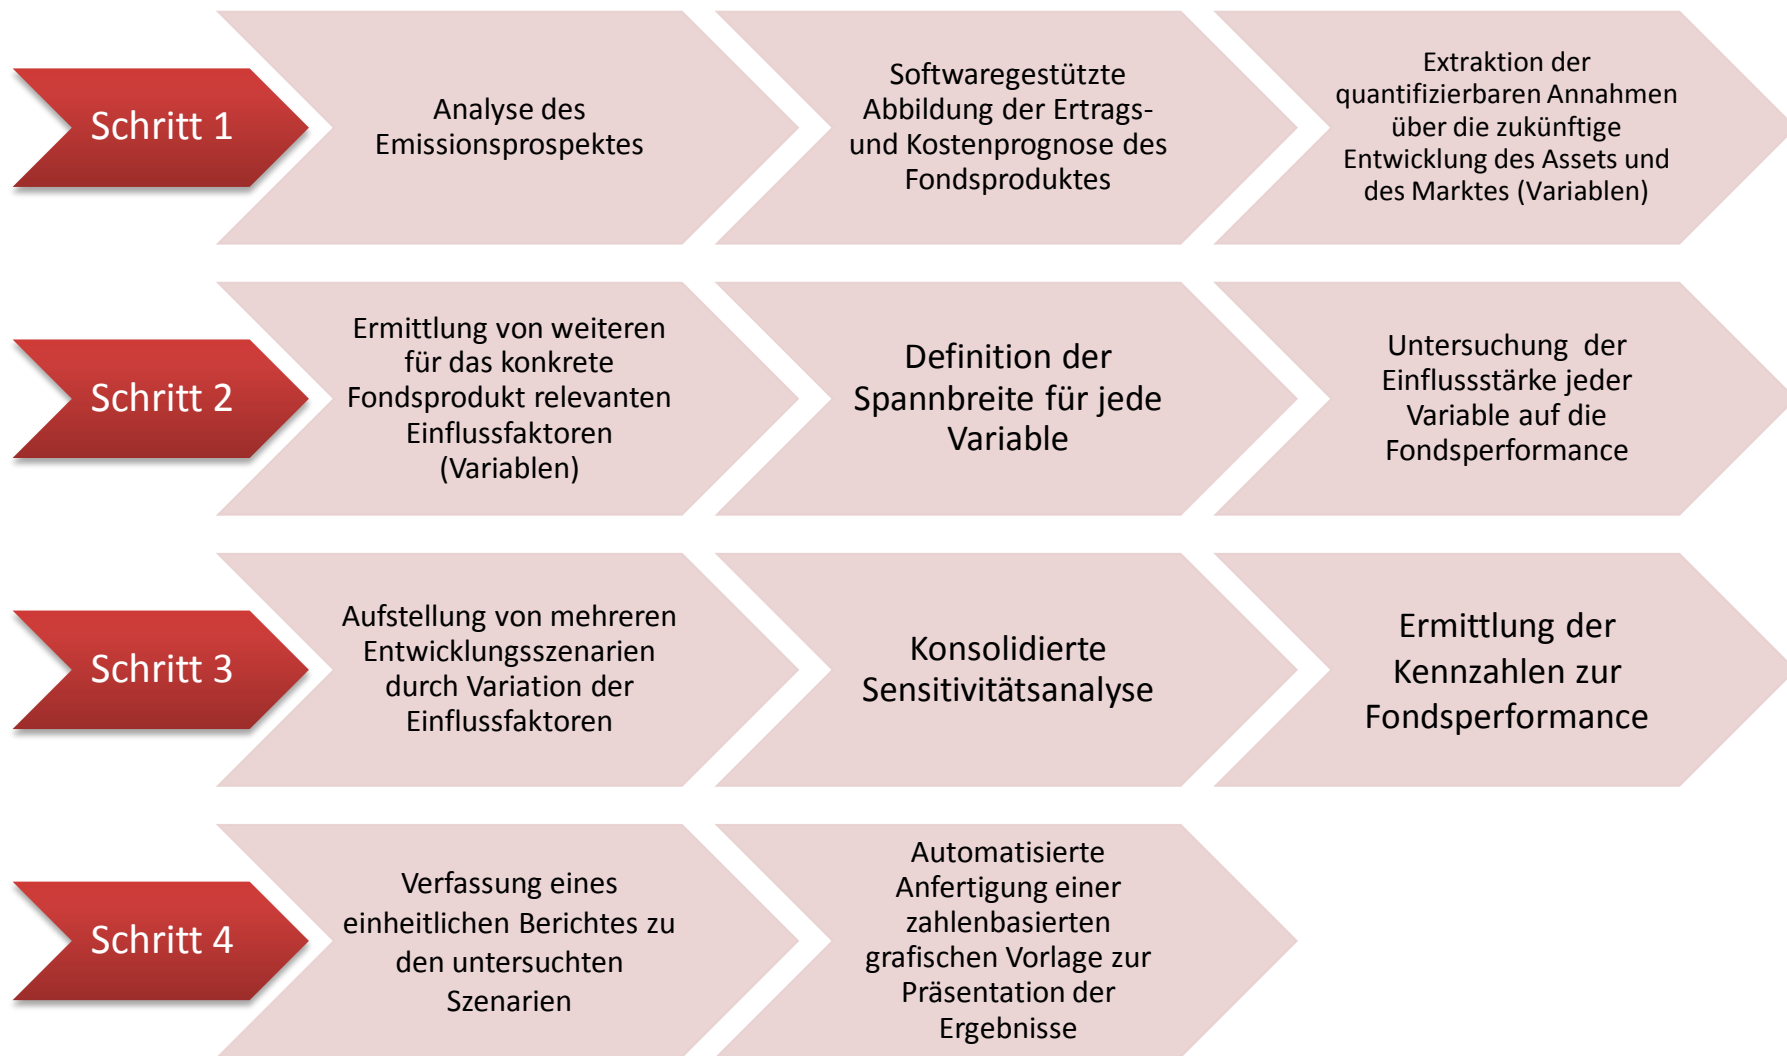 Schritt 1
Analyse des
Emissionsprospektes
Softwaregestützte
Abbildung der Ertrags-
und Kostenprognose des
Fondsproduktes
Extraktion der
quantifizierbaren Annahmen
über die zukünftige
Entwicklung des Assets und
des Marktes (Variablen)
Schritt 2
Ermittlung von weiteren
für das konkrete
Fondsprodukt relevanten
Einflussfaktoren
(Variablen)
Definition der
Spannbreite für jede
Variable
Untersuchung  der
Einflussstärke jeder
Variable auf die
Fondsperformance
Schritt 3
Aufstellung von mehreren
Entwicklungsszenarien
durch Variation der
Einflussfaktoren
Konsolidierte
Sensitivitätsanalyse
Ermittlung der
Kennzahlen zur
Fondsperformance
Schritt 4
Verfassung eines
einheitlichen Berichtes zu
den untersuchten
Szenarien
Automatisierte
Anfertigung einer
zahlenbasierten
grafischen Vorlage zur
Präsentation der
Ergebnisse